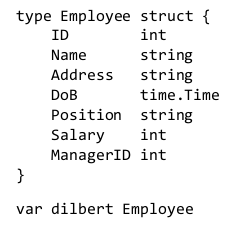 type Employee struct {
    ID        int
    Name      string
    Address   string
    DoB       time.Time
    Position  string
    Salary    int
    ManagerID int
}
var dilbert Employee